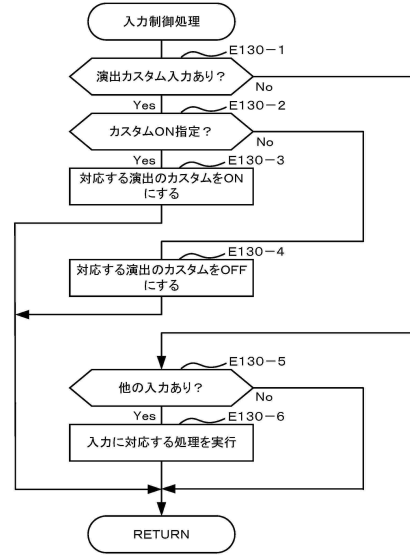 入力制御処理
E130-1
演出カスタム入力あり？
No
Yes
E130-2
カスタムON指定？
Yes
No
E130-3
対応する演出のカスタムをON
にする
E130-4
対応する演出のカスタムをOFF
にする
E130-5
他の入力あり？
No
Yes
E130-6
入力に対応する処理を実行
RETURN